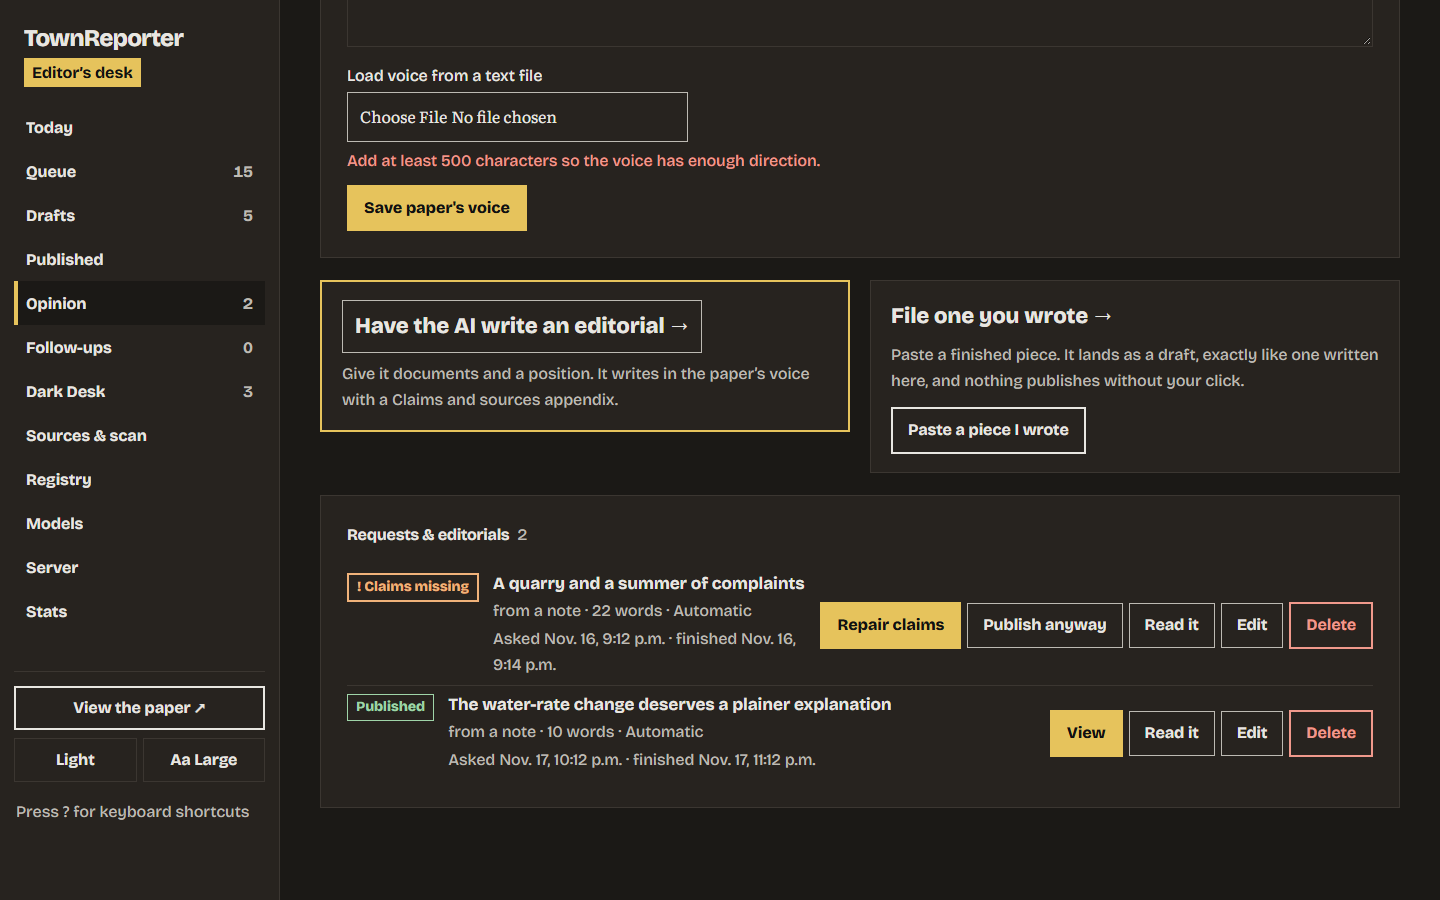 TownReporter
Editor's desk
Today
Queue 15
Drafts 5
Published
Opinion 2
Follow-ups 0
Dark Desk 3
Sources & scan
Registry
Models
Server
Stats
View the paper ↗
Light
Aa Large
Press ? for keyboard shortcuts
Load voice from a text file
Choose File No file chosen
Add at least 500 characters so the voice has enough direction.
Save paper's voice
Have the AI write an editorial →
Give it documents and a position. It writes in the paper's voice
with a Claims and sources appendix.
File one you wrote →
Paste a finished piece. It lands as a draft, exactly like one written
here, and nothing publishes without your click.
Paste a piece I wrote
Requests & editorials 2
! Claims missing
A quarry and a summer of complaints
from a note · 22 words · Automatic
Asked Nov. 16, 9:12 p.m. · finished Nov. 16,
9:14 p.m.
Repair claims
Publish anyway
Read it
Edit
Delete
Published
The water-rate change deserves a plainer explanation
from a note · 10 words · Automatic
Asked Nov. 17, 10:12 p.m. · finished Nov. 17, 11:12 p.m.
View
Read it
Edit
Delete